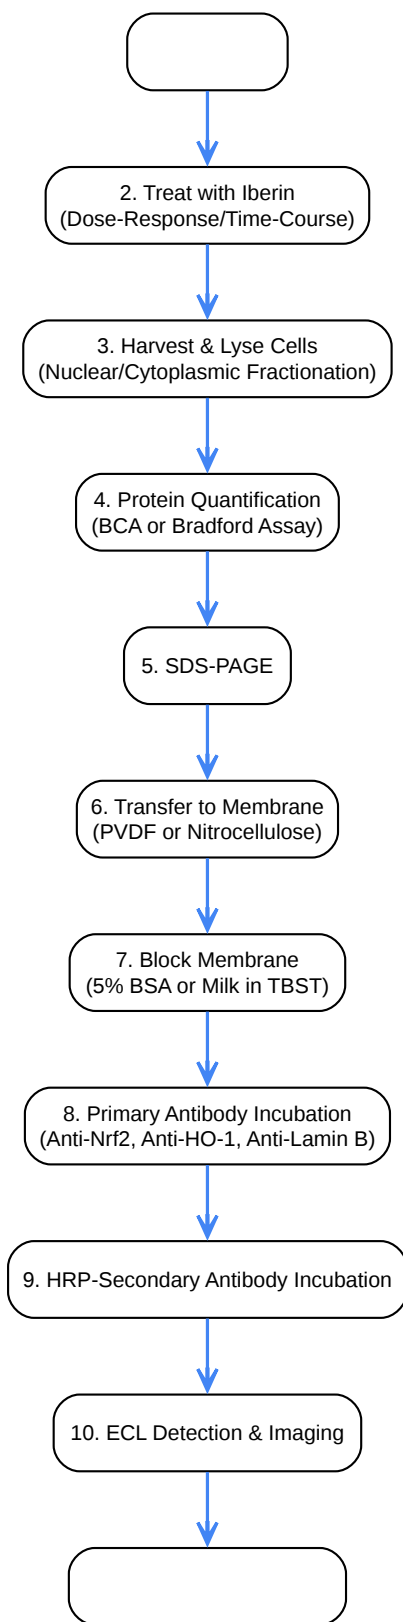 2. Treat with Iberin
(Dose-Response/Time-Course)
3. Harvest & Lyse Cells
(Nuclear/Cytoplasmic Fractionation)
4. Protein Quantification
(BCA or Bradford Assay)
5. SDS-PAGE
6. Transfer to Membrane
(PVDF or Nitrocellulose)
7. Block Membrane
(5% BSA or Milk in TBST)
8. Primary Antibody Incubation
(Anti-Nrf2, Anti-HO-1, Anti-Lamin B)
9. HRP-Secondary Antibody Incubation
10. ECL Detection & Imaging